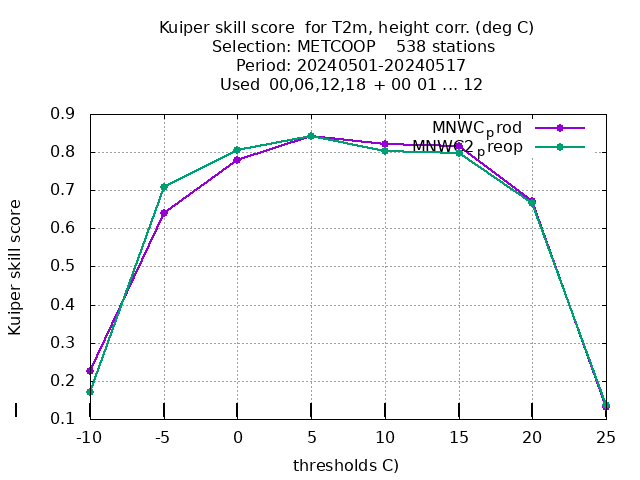 Kuiper skill score  for T2m, height corr. (deg C)
Selection: METCOOP    538 stations
Period: 20240501-20240517
Used  00,06,12,18 + 00 01 ... 12
MNWC_prod
MNWC2_preop
0.9
0.8
0.7
0.6
0.5
0.4
0.3
0.2
0.1
Kuiper skill score
-10 -5 0 5 10 15 20 25
thresholds C)